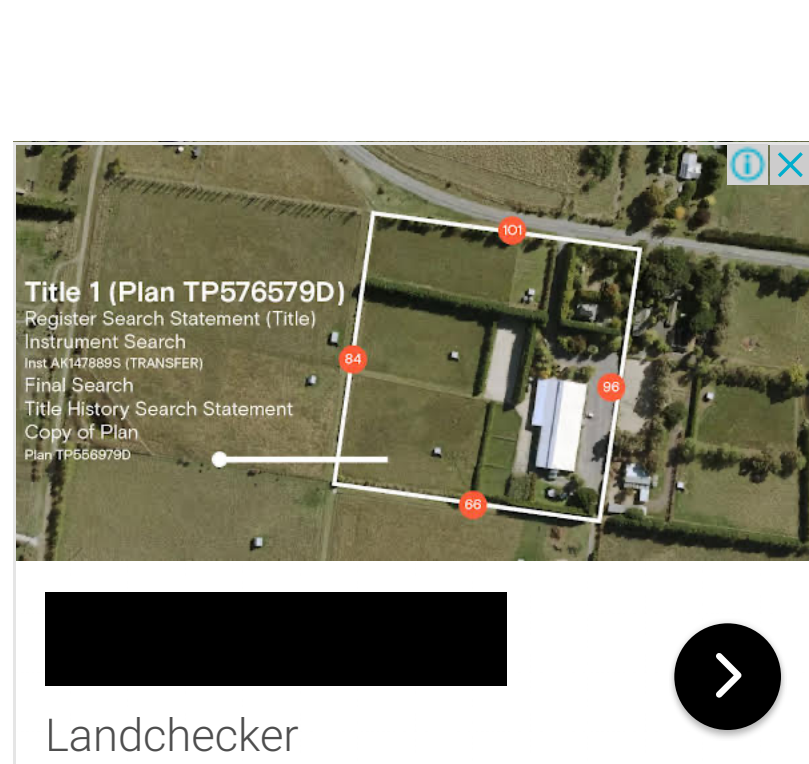 101
Title 1 (Plan TP576579D)
Register Search Statement (Title)
Instrument Search
Inst AK147889S (TRANSFER)
84
Final Search
96
Title History Search Statement
Copy of Plan
Plan TP556979D
66
Landchecker